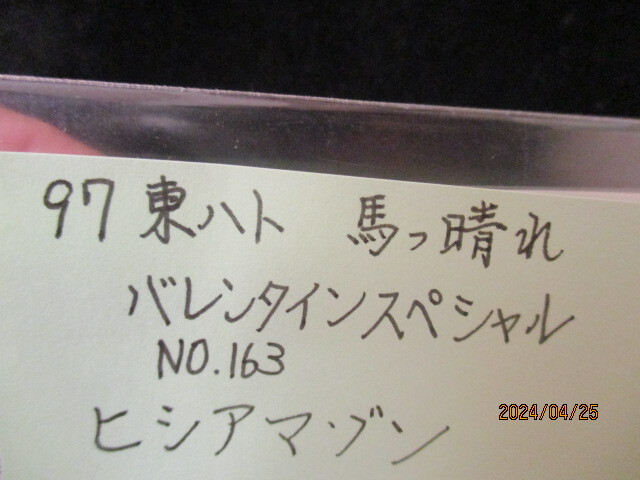 97 東ハト 馬っ晴れ
バレンタインスペシャル
NO.163
ヒシアマゾン
2024/04/25